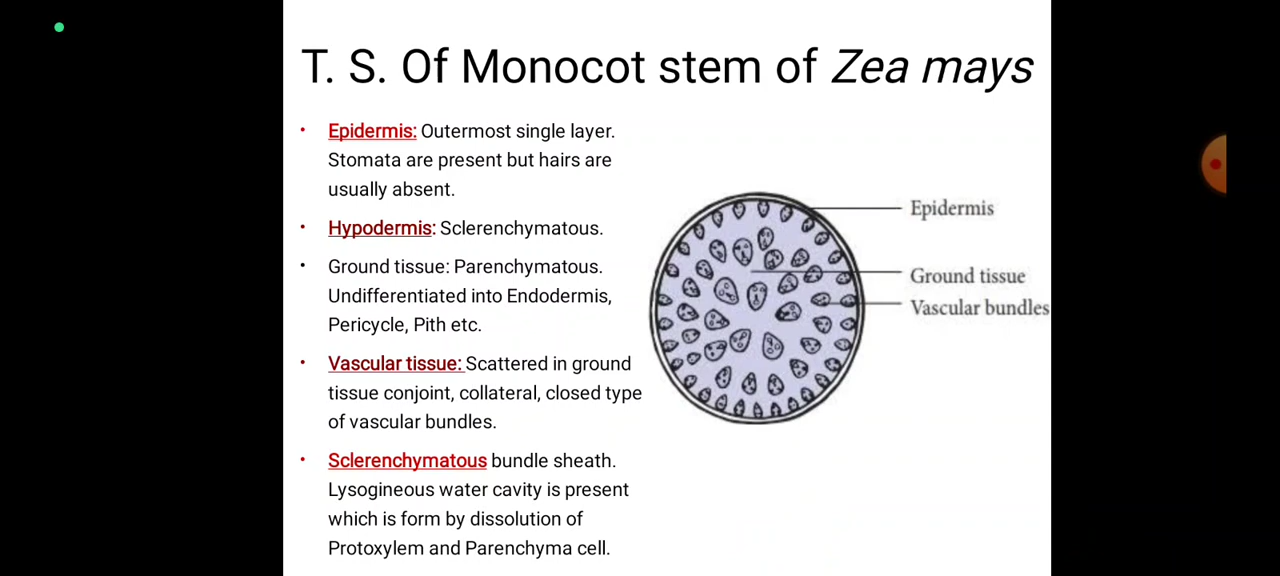 T. S. Of Monocot stem of Zea mays
• Epidermis: Outermost single layer.
Stomata are present but hairs are
usually absent.
• Hypodermis: Sclerenchymatous.
• Ground tissue: Parenchymatous.
Undifferentiated into Endodermis,
Pericycle, Pith etc.
• Vascular tissue: Scattered in ground
tissue conjoint, collateral, closed type
of vascular bundles.
• Sclerenchymatous bundle sheath.
Lysogineous water cavity is present
which is form by dissolution of
Protoxylem and Parenchyma cell.
Epidermis
Ground tissue
Vascular bundles